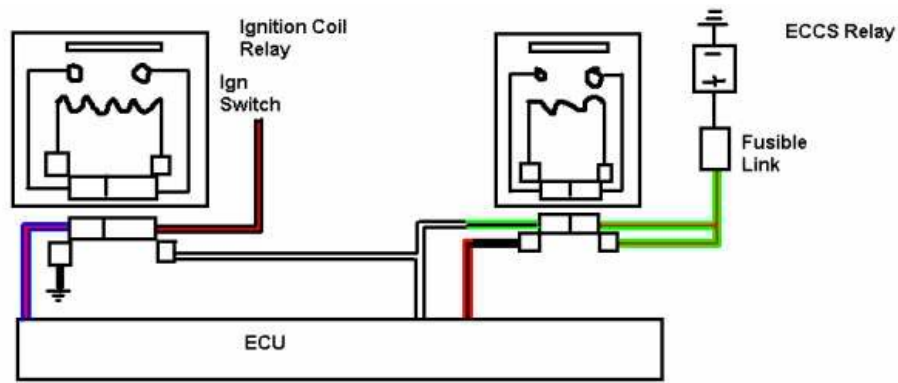 Ignition Coil
Relay
Ign
Switch
ECCS Relay
Fusible
Link
ECU